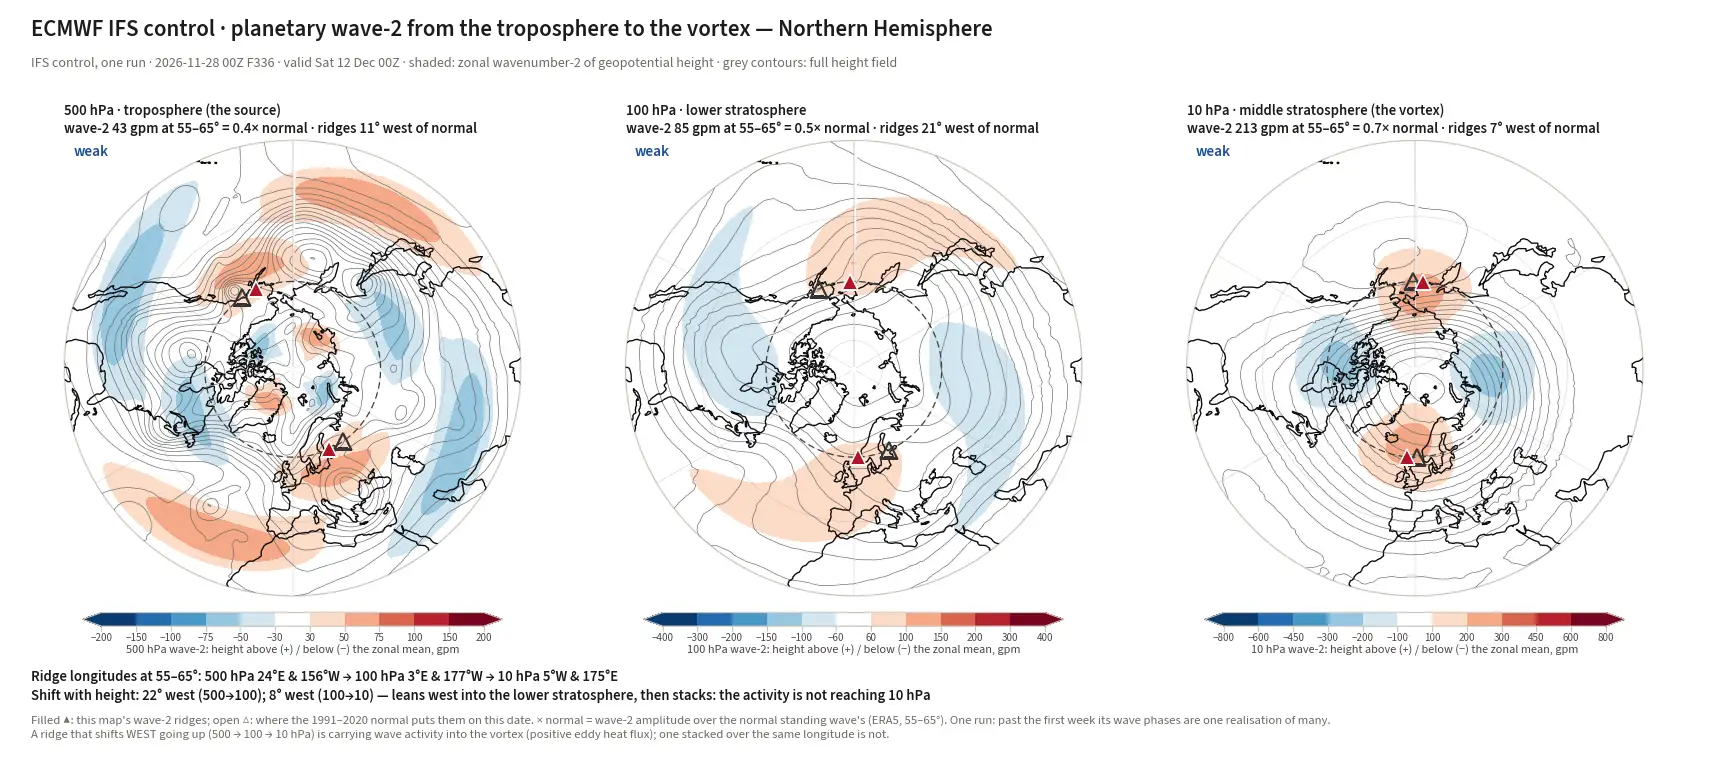 ECMWF IFS control · planetary wave-2 from the troposphere to the vortex — Northern Hemisphere
IFS control, one run · 2026-11-28 00Z F336 · valid Sat 12 Dec 00Z · shaded: zonal wavenumber-2 of geopotential height · grey contours: full height field
500 hPa · troposphere (the source)
wave-2 43 gpm at 55–65° = 0.4× normal · ridges 11° west of normal
weak
100 hPa · lower stratosphere
wave-2 85 gpm at 55–65° = 0.5× normal · ridges 21° west of normal
weak
10 hPa · middle stratosphere (the vortex)
wave-2 213 gpm at 55–65° = 0.7× normal · ridges 7° west of normal
weak
−200 −150 −100 −75 −50 −30 30 50 75 100 150 200
500 hPa wave-2: height above (+) / below (−) the zonal mean, gpm
−400 −300 −200 −150 −100 −60 60 100 150 200 300 400
100 hPa wave-2: height above (+) / below (−) the zonal mean, gpm
−800 −600 −450 −300 −200 −100 100 200 300 450 600 800
10 hPa wave-2: height above (+) / below (−) the zonal mean, gpm
Ridge longitudes at 55–65°: 500 hPa 24°E & 156°W → 100 hPa 3°E & 177°W → 10 hPa 5°W & 175°E
Shift with height: 22° west (500→100); 8° west (100→10) — leans west into the lower stratosphere, then stacks: the activity is not reaching 10 hPa
Filled ▲: this map's wave-2 ridges; open △: where the 1991–2020 normal puts them on this date. × normal = wave-2 amplitude over the normal standing wave's (ERA5, 55–65°). One run: past the first week its wave phases are one realisation of many.
A ridge that shifts WEST going up (500 → 100 → 10 hPa) is carrying wave activity into the vortex (positive eddy heat flux); one stacked over the same longitude is not.